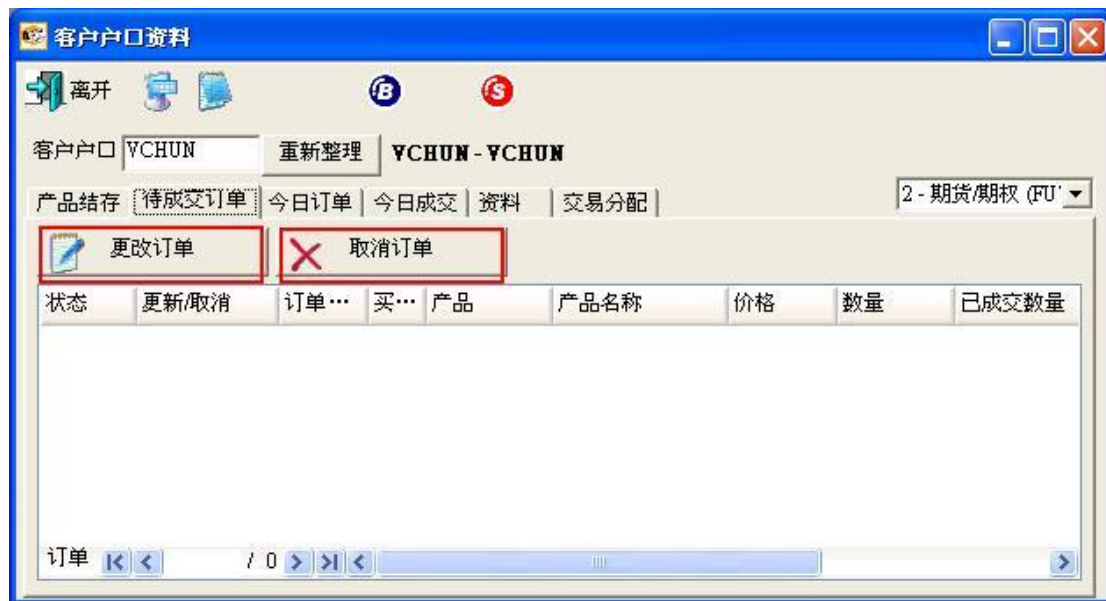 客户户口资料
离开 B S
客户户口 YCHUN 重新整理 YCHUN - YCHUN
产品结存 待成交订单 今日订单 今日成交 资料 交易分配 2 - 期货/期权 (FU'
更改订单 取消订单
状态 更新/取消 订单… 买… 产品 产品名称 价格 数量 已成交数量
订单 / 0